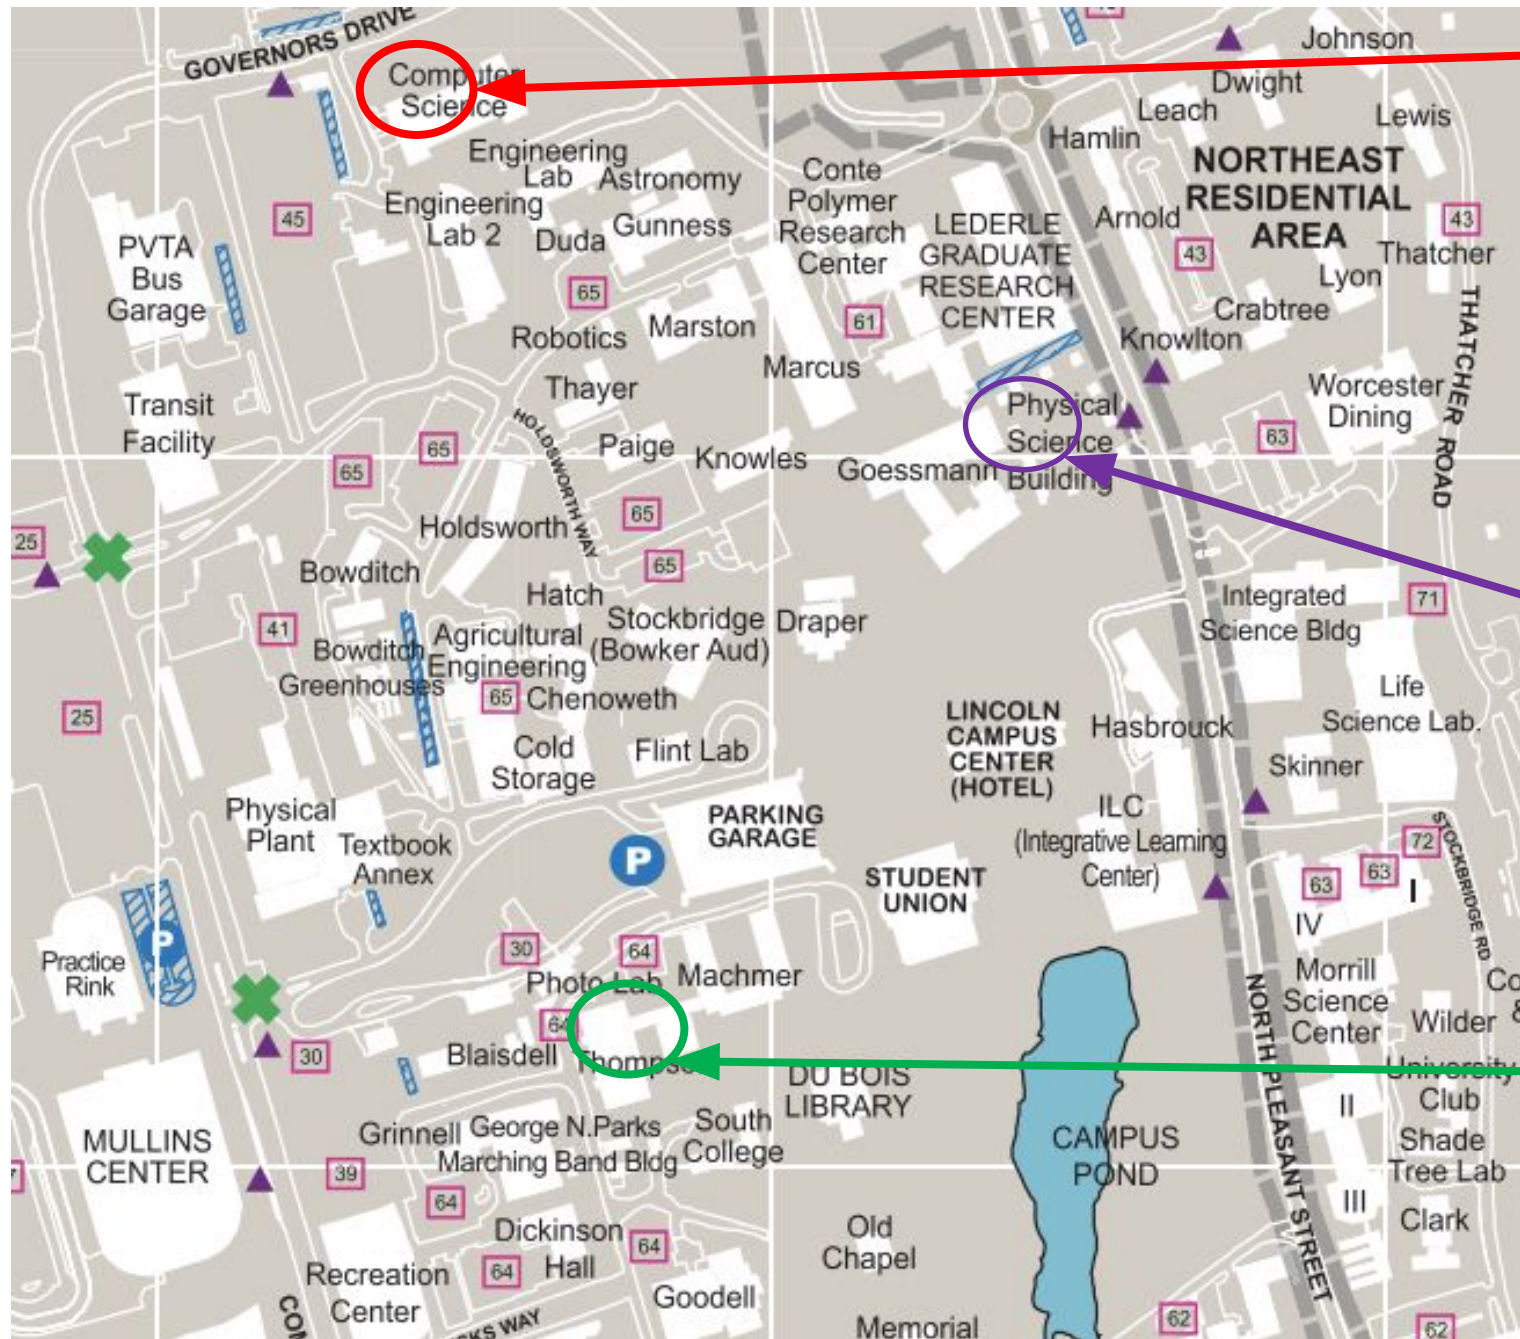 GOVERNORS DRIVE
Computer
Science
Johnson
Dwight
Leach
Lewis
Hamlin
NORTHEAST
RESIDENTIAL
AREA
Engineering
Lab
Astronomy
Conte
Polymer
Research
Center
Engineering
Lab 2
Duda
Gunness
LEDERLE
GRADUATE
RESEARCH
CENTER
Arnold
43
43
Thatcher
Lyon
Crabtree
45
PVTA
Bus
Garage
65
61
Robotics
Marston
Marcus
Knowlton
THATCHER ROAD
Thayer
Worcester
Dining
Transit
Facility
HOLDSWORTH WAY
Physical
Science
Building
65
65
Paige
Knowles
Goessmann
63
Holdsworth
65
65
25
Bowditch
Hatch
Integrated
Science Bldg
71
41
Bowditch
Greenhouses
Agricultural
Engineering
Stockbridge
(Bowker Aud)
Draper
65
Chenoweth
25
Life
Science Lab.
LINCOLN
CAMPUS
CENTER
(HOTEL)
Hasbrouck
Cold
Storage
Flint Lab
Skinner
Physical
Plant
Textbook
Annex
PARKING
GARAGE
P
ILC
(Integrative Learning
Center)
STOCKBRIDGE RD
72
63
63
I
STUDENT
UNION
IV
P
Practice
Rink
30
64
Photo Lab
Machmer
Morrill
Science
Center
Wilder
Co
&
NORTH PLEASANT STREET
64
30
Blaisdell
Thompso
DU BOIS
LIBRARY
University
Club
II
MULLINS
CENTER
Grinnell
George N.Parks
Marching Band Bldg
South
College
CAMPUS
POND
Shade
Tree Lab
39
64
III
Clark
Dickinson
Hall
64
64
Old
Chapel
Recreation
Center
Goodell
KS WAY
Memorial
62
62